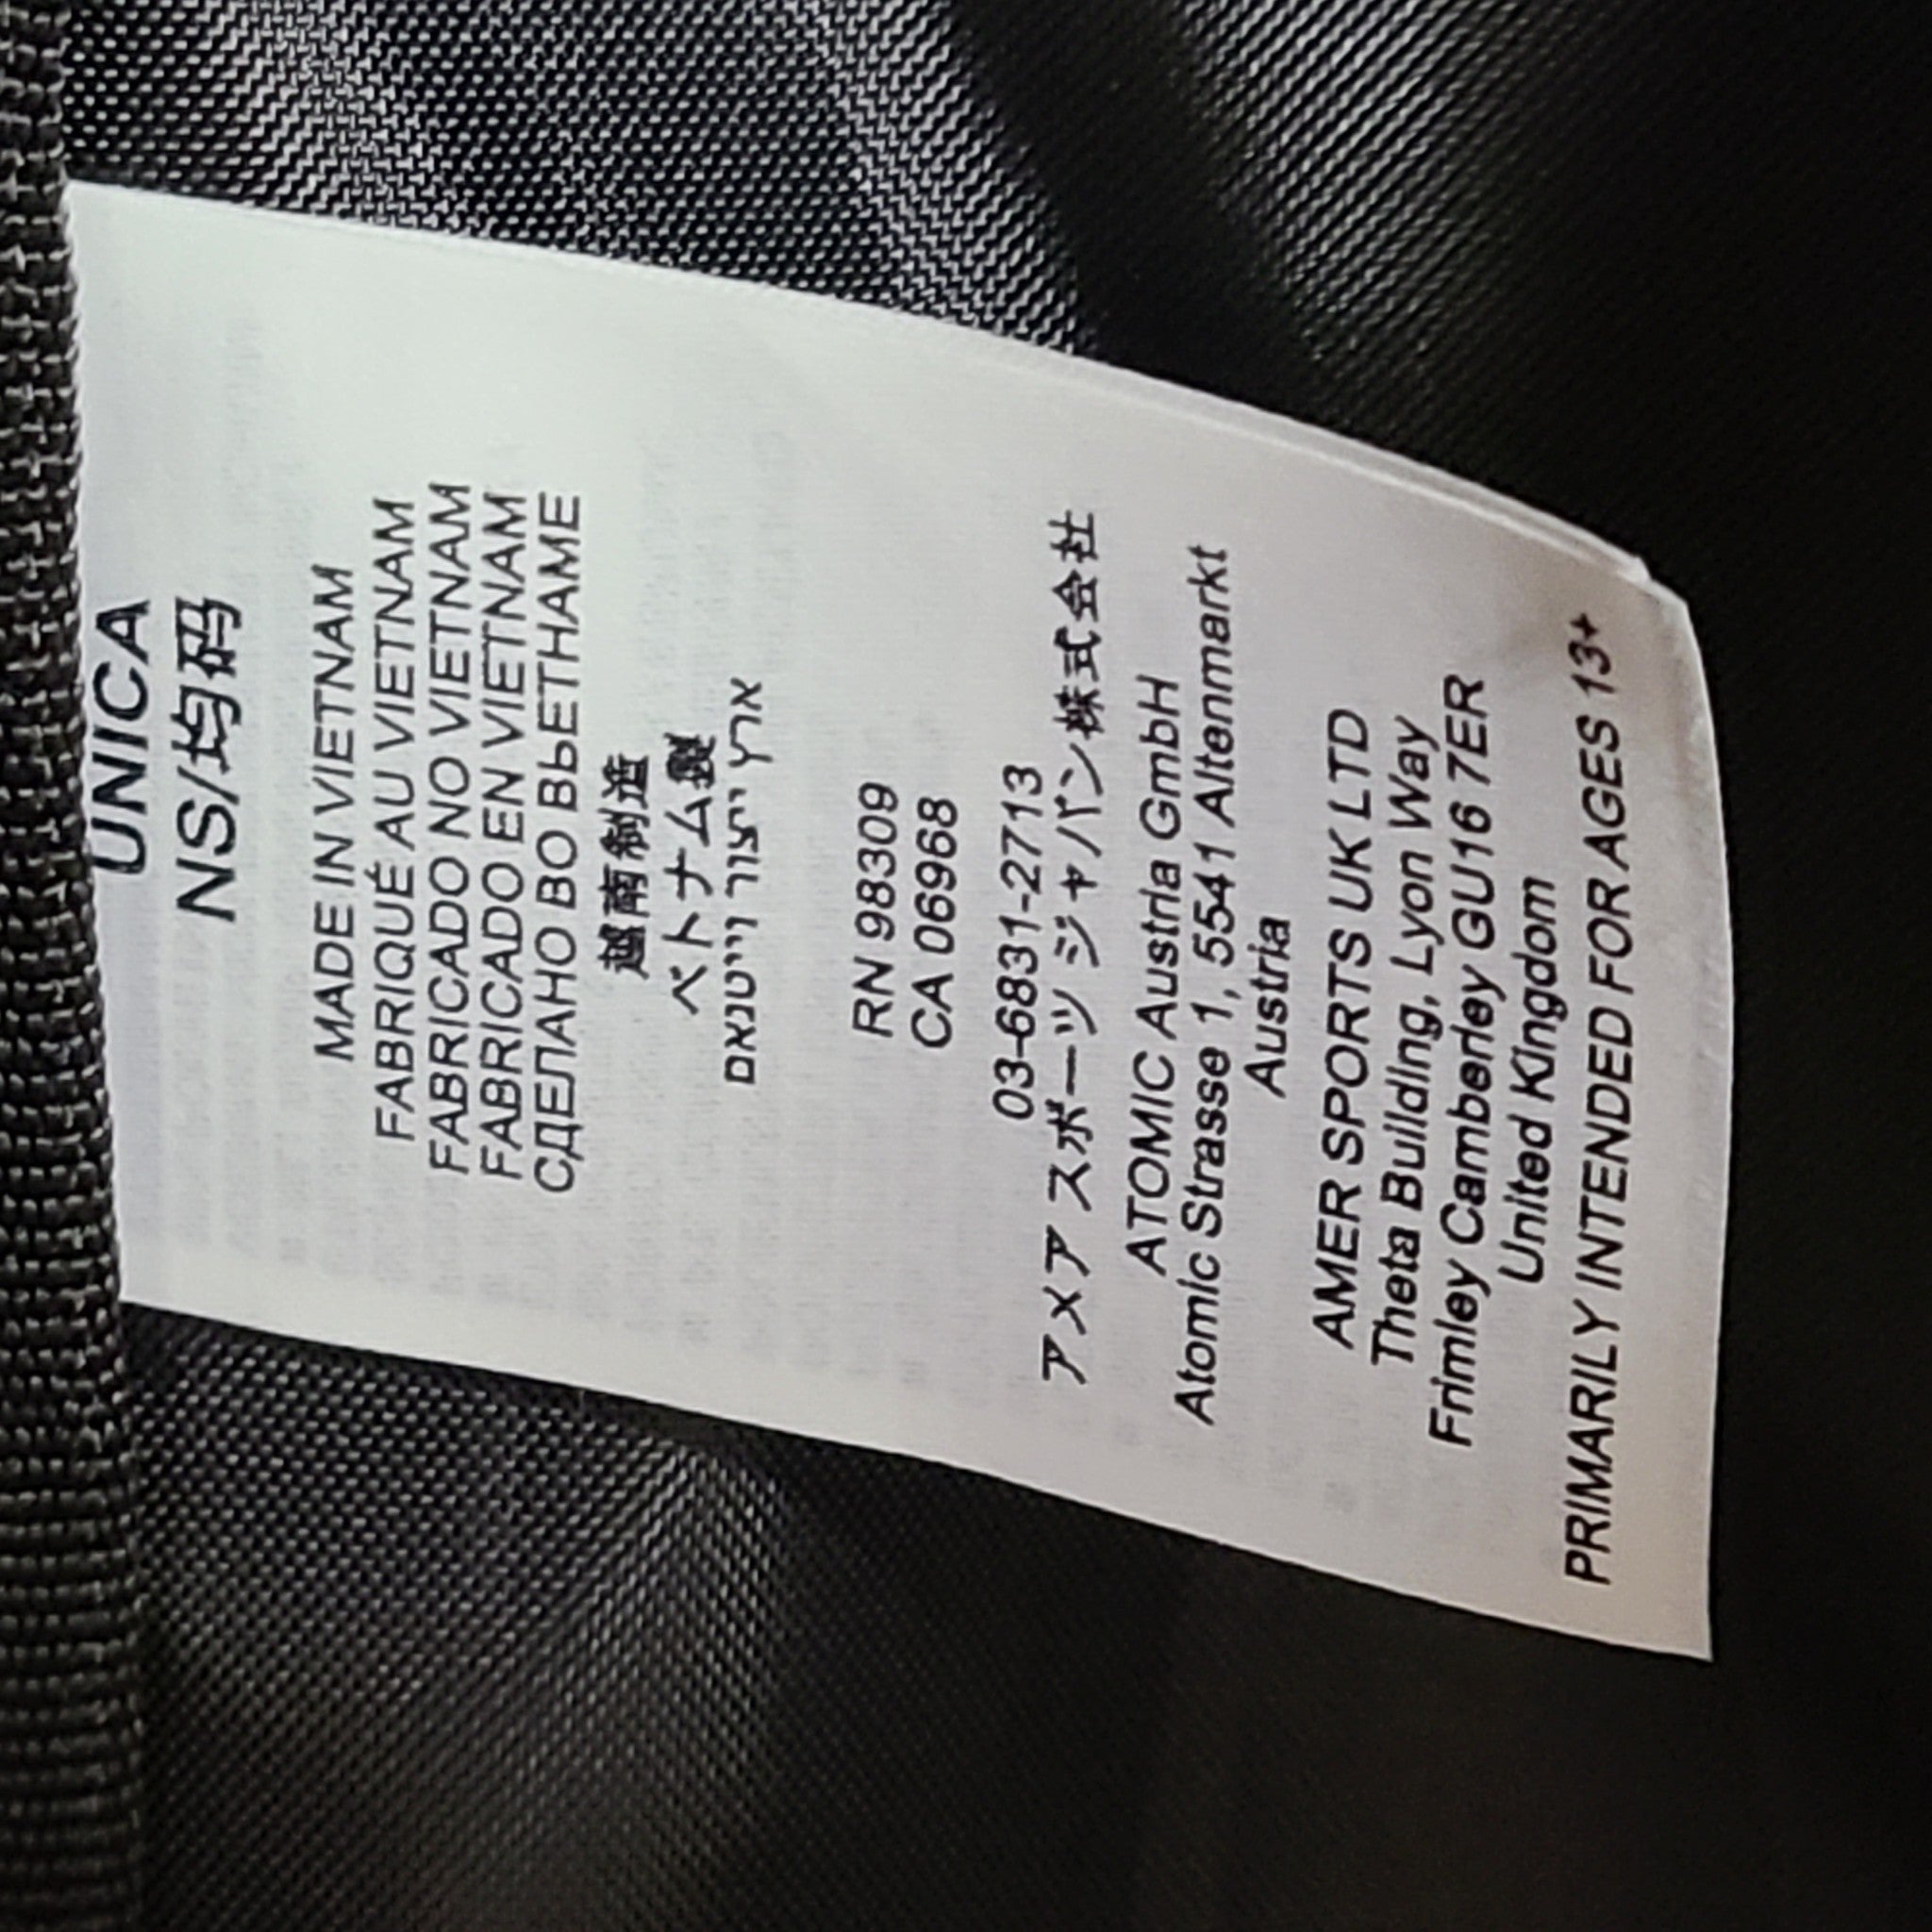 UNICA
NS/均码
MADE IN VIETNAM
FABRIQUÉ AU VIETNAM
FABRICADO NO VIETNAM
FABRICADO EN VIETNAM
СДЕЛАНО ВО ВЬЕТНАМЕ
越南制造
ベトナム製
ארץ ייצור וייטנאם
RN 98309
CA 06968
03-6831-2713
アメア スポーツ ジャパン株式会社
ATOMIC Austria GmbH
Atomic Strasse 1, 5541 Altenmarkt
Austria
AMER SPORTS UK LTD
Theta Building, Lyon Way
Frimley Camberley GU16 7ER
United Kingdom
PRIMARILY INTENDED FOR AGES 13+